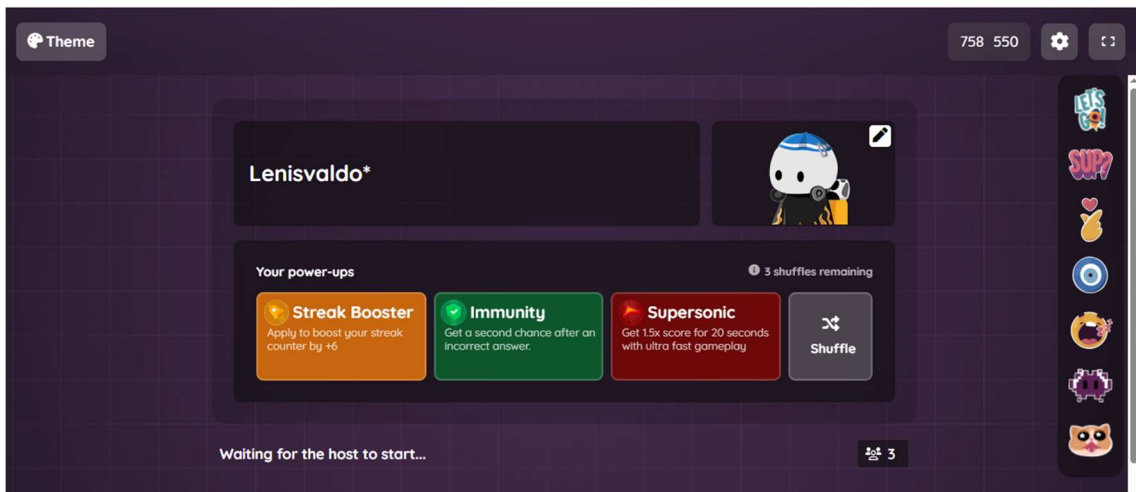 Theme
758 550
LET'S
GO!
Lenisvaldo*
SUP?
Your power-ups
3 shuffles remaining
Streak Booster
Apply to boost your streak
counter by +6
Immunity
Get a second chance after an
incorrect answer.
Supersonic
Get 1.5x score for 20 seconds
with ultra fast gameplay
Shuffle
Waiting for the host to start...
3